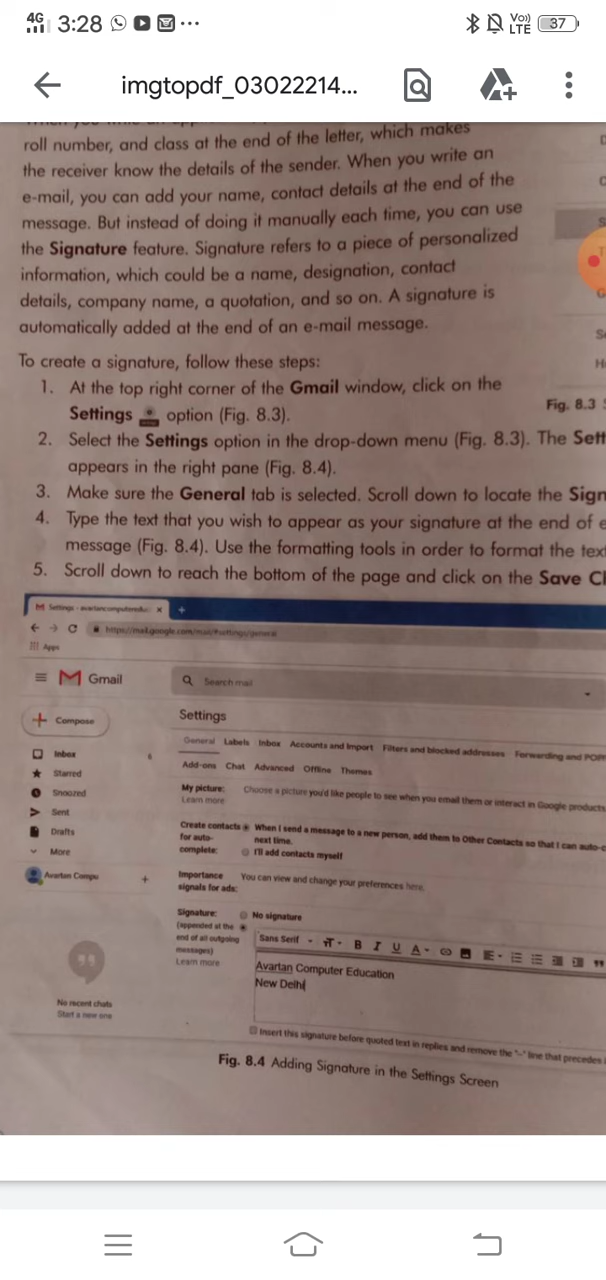 4G 3:28 Vo)) LTE 37
imgtopdf_03022214...
roll number, and class at the end of the letter, which makes
the receiver know the details of the sender. When you write an
e-mail, you can add your name, contact details at the end of the
message. But instead of doing it manually each time, you can use
the Signature feature. Signature refers to a piece of personalized
information, which could be a name, designation, contact
details, company name, a quotation, and so on. A signature is
automatically added at the end of an e-mail message.
To create a signature, follow these steps:
1. At the top right corner of the Gmail window, click on the
Settings option (Fig. 8.3).
Fig. 8.3
2. Select the Settings option in the drop-down menu (Fig. 8.3). The Sett
appears in the right pane (Fig. 8.4).
3. Make sure the General tab is selected. Scroll down to locate the Sign
4. Type the text that you wish to appear as your signature at the end of e
message (Fig. 8.4). Use the formatting tools in order to format the text
5. Scroll down to reach the bottom of the page and click on the Save Ch
https://mail.google.com/mail/#settings/general
Apps
Gmail
Search mail
Compose
Settings
General Labels Inbox Accounts and Import Filters and blocked addresses Forwarding and POP/
Add-ons Chat Advanced Offline Themes
Inbox 6
Starred
Snoozed
Sent
Drafts
More
Avartan Compu +
My picture: Choose a picture you'd like people to see when you email them or interact in Google products
Learn more
Create contacts When I send a message to a new person, add them to Other Contacts so that I can auto-c
for auto- next time.
complete: I'll add contacts myself
Importance You can view and change your preferences here.
signals for ads:
Signature: No signature
(appended at the
end of all outgoing
messages)
Learn more
Sans Serif B I U A
Avartan Computer Education
New Delhi
No recent chats
Start a new one
Insert this signature before quoted text in replies and remove the "--" line that precedes
Fig. 8.4 Adding Signature in the Settings Screen